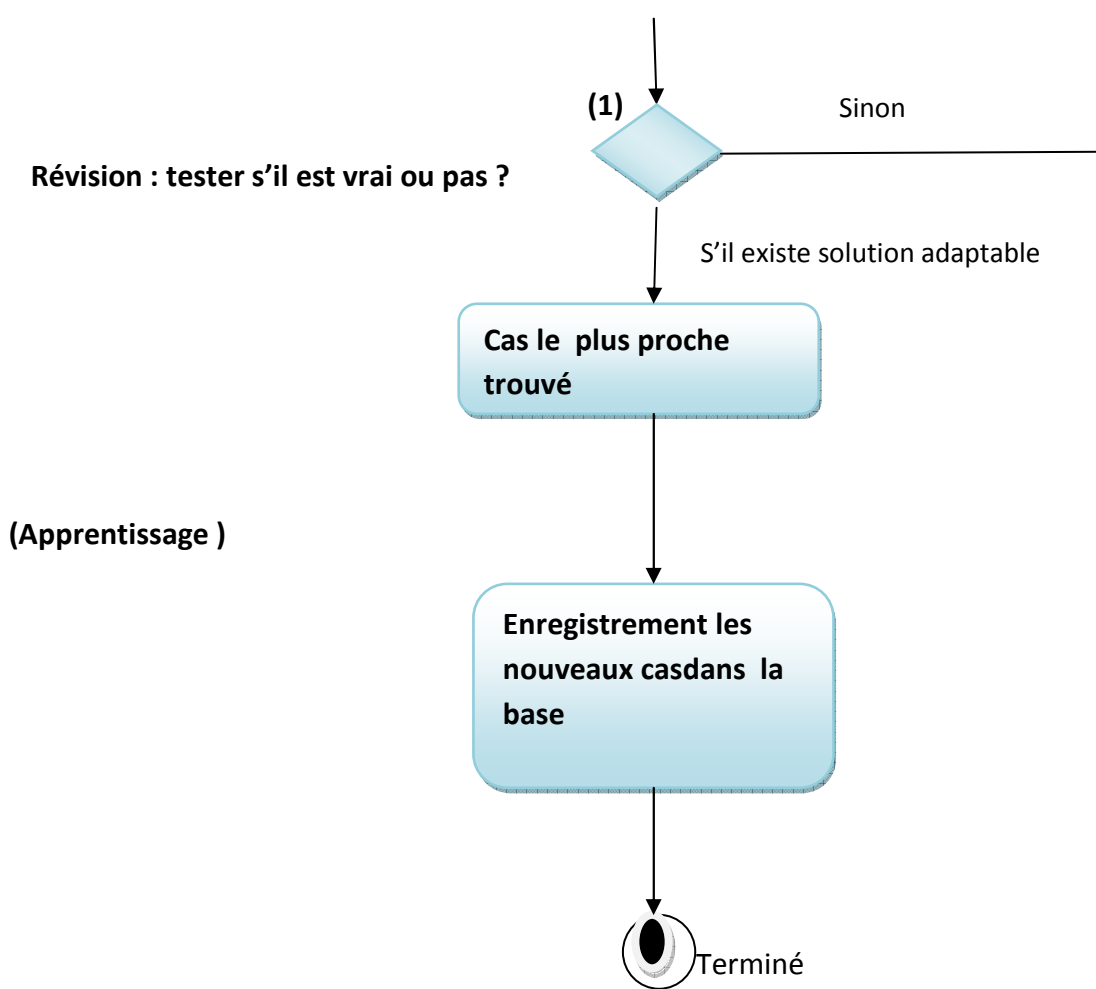 (1)
Sinon
Révision : tester s’il est vrai ou pas ?
S’il existe solution adaptable
Cas le  plus proche
trouvé
(Apprentissage )
Enregistrement les
nouveaux casdans  la
base
Terminé